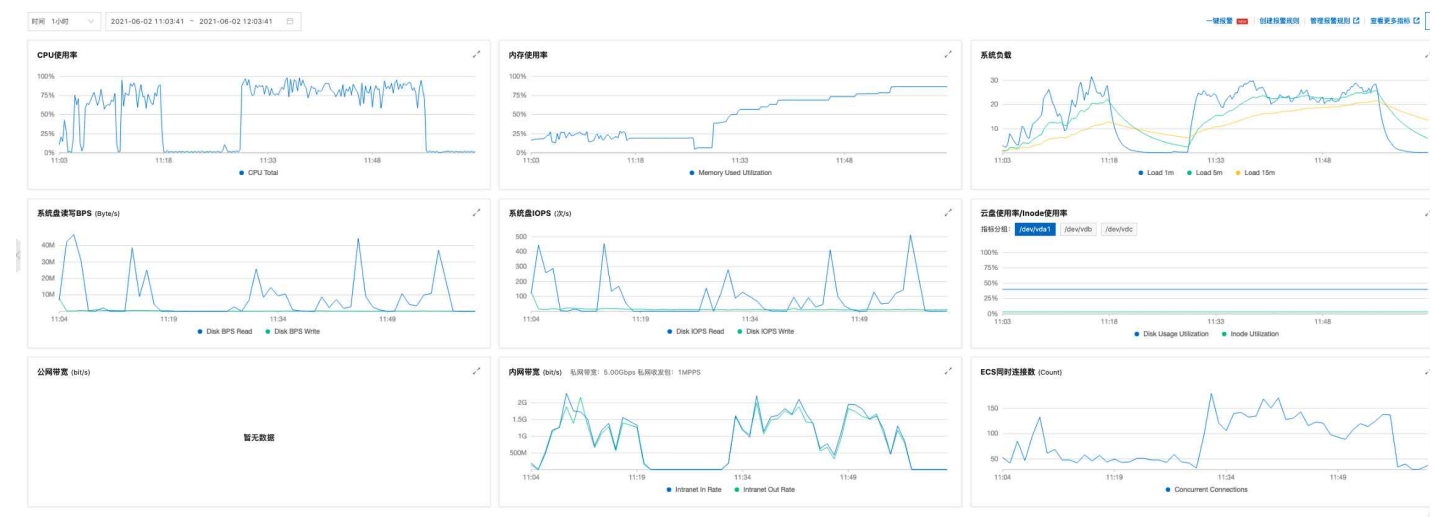 时间 1小时 2021-06-02 11:03:41 ~ 2021-06-02 12:03:41
一键报警 创建报警规则 管理报警规则 查看更多指标
CPU使用率
100%
75%
50%
25%
0%
11:03 11:18 11:33 11:48
CPU Total
内存使用率
100%
75%
50%
25%
0%
11:03 11:18 11:33 11:48
Memory Used Utilization
系统负载
30
20
10
11:03 11:18 11:33 11:48
Load 1m Load 5m Load 15m
系统盘读写BPS (Byte/s)
40M
30M
20M
10M
11:04 11:19 11:34 11:49
Disk BPS Read Disk BPS Write
系统盘IOPS (次/s)
500
400
300
200
100
11:04 11:19 11:34 11:49
Disk IOPS Read Disk IOPS Write
云盘使用率/Inode使用率
指标分组: /dev/vda1 /dev/vdb /dev/vdc
100%
75%
50%
25%
0%
11:03 11:18 11:33 11:48
Disk Usage Utilization Inode Utilization
公网带宽 (bit/s)
暂无数据
内网带宽 (bit/s) 私网带宽: 5.00Gbps 私网收发包: 1MPPS
2G
1.5G
1G
500M
11:04 11:19 11:34 11:49
Intranet In Rate Intranet Out Rate
ECS同时连接数 (Count)
150
100
50
11:04 11:19 11:34 11:49
Concurrent Connections